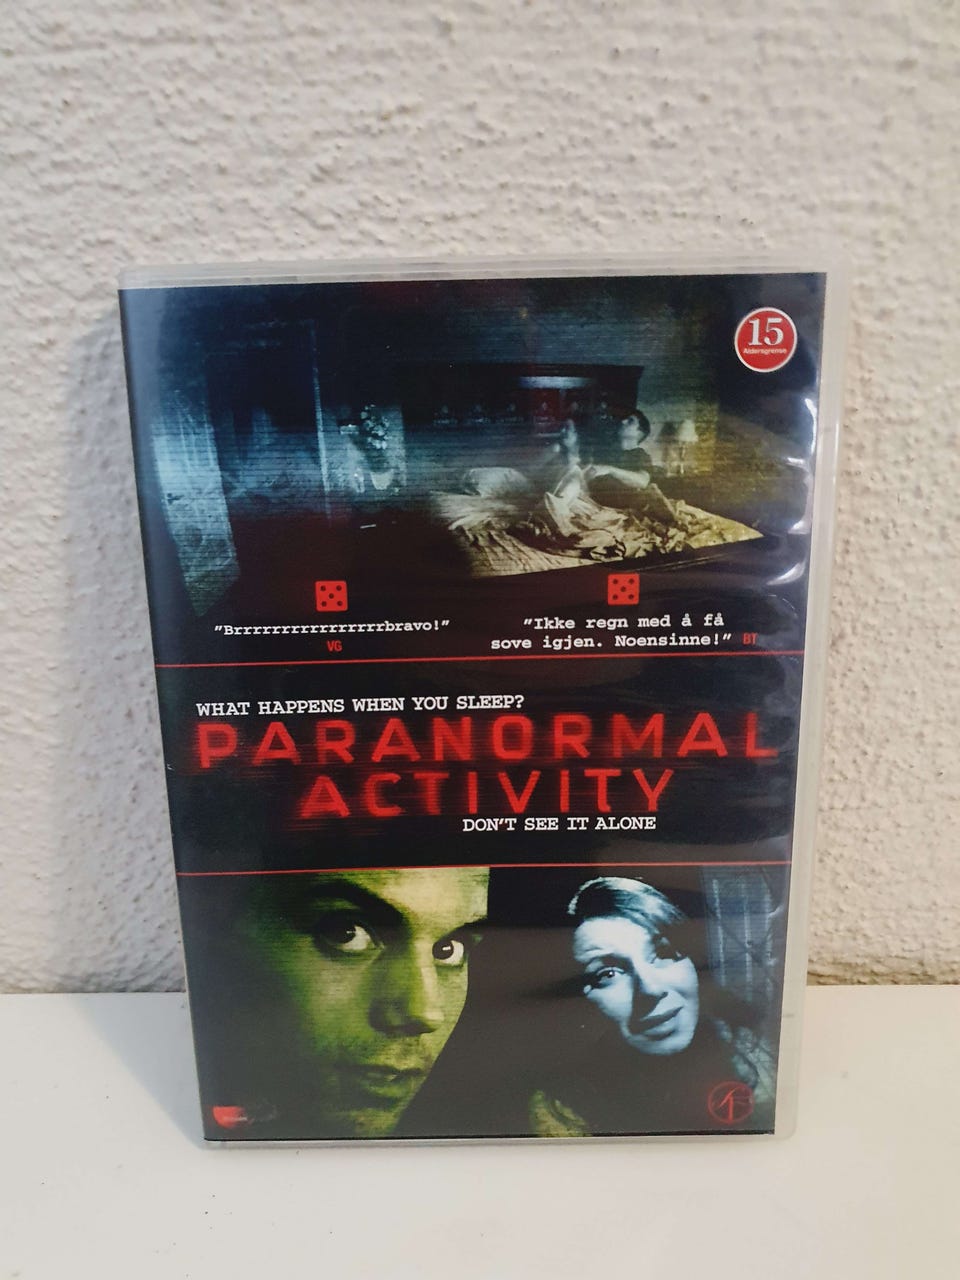 15
Aldersgrense
"Brrrrrrrrrrrrrrrrbravo!"
VG
"Ikke regn med å få
sove igjen. Noensinne!" BT
WHAT HAPPENS WHEN YOU SLEEP?
PARANORMAL
ACTIVITY
DON'T SEE IT ALONE